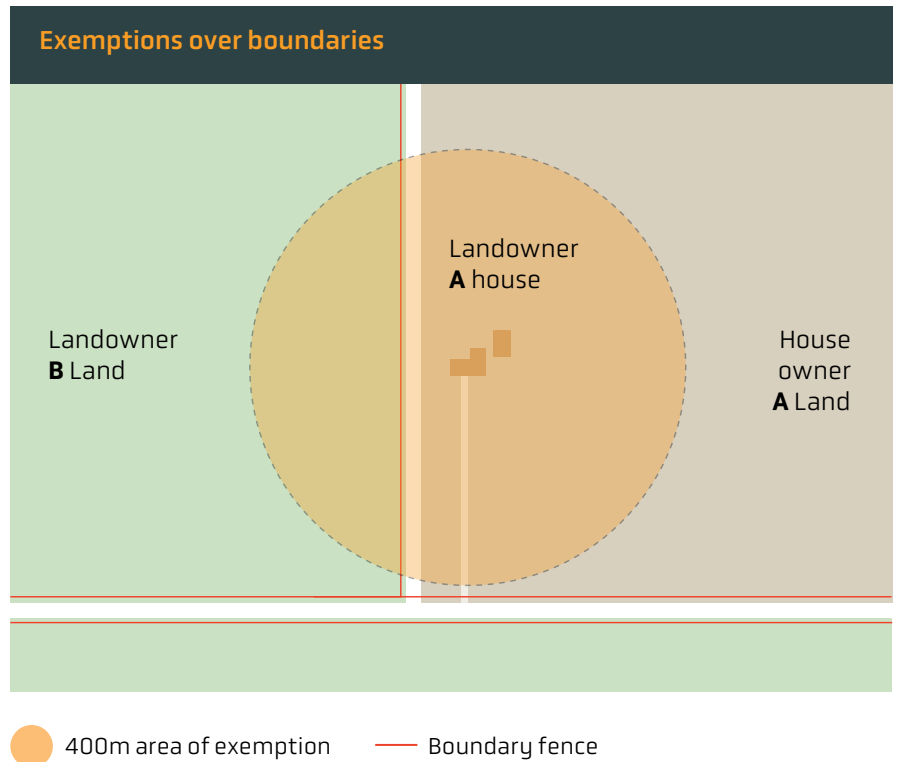 Exemptions over boundaries
Landowner
A house
Landowner
B Land
House
owner
A Land
400m area of exemption
Boundary fence